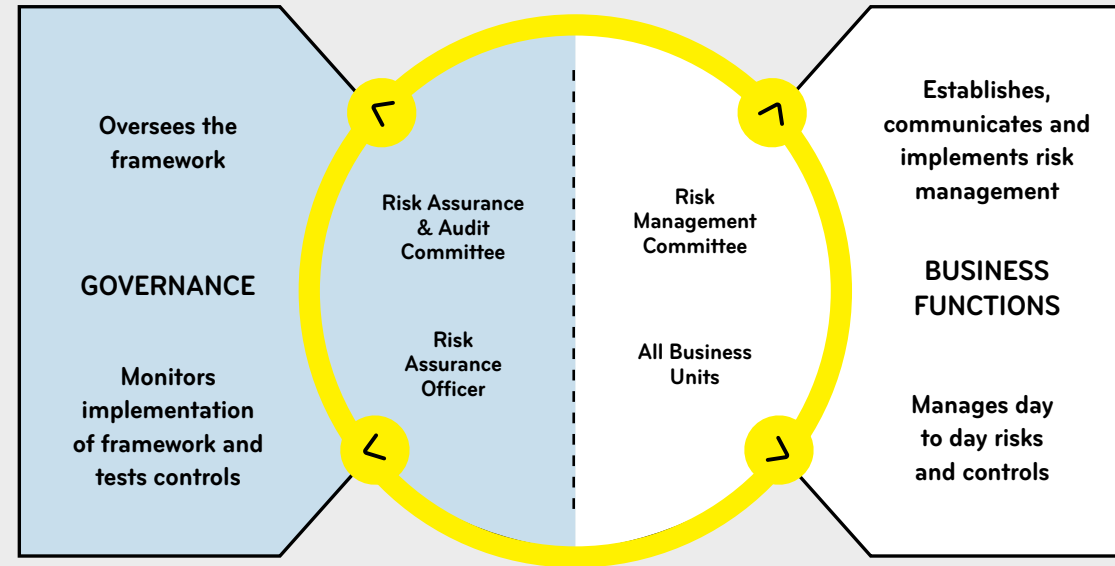 Oversees the
framework
GOVERNANCE
Monitors
implementation
of framework and
tests controls
Risk Assurance
& Audit
Committee
Risk
Assurance
Officer
Risk
Management
Committee
All Business
Units
Establishes,
communicates and
implements risk
management
BUSINESS
FUNCTIONS
Manages day
to day risks
and controls